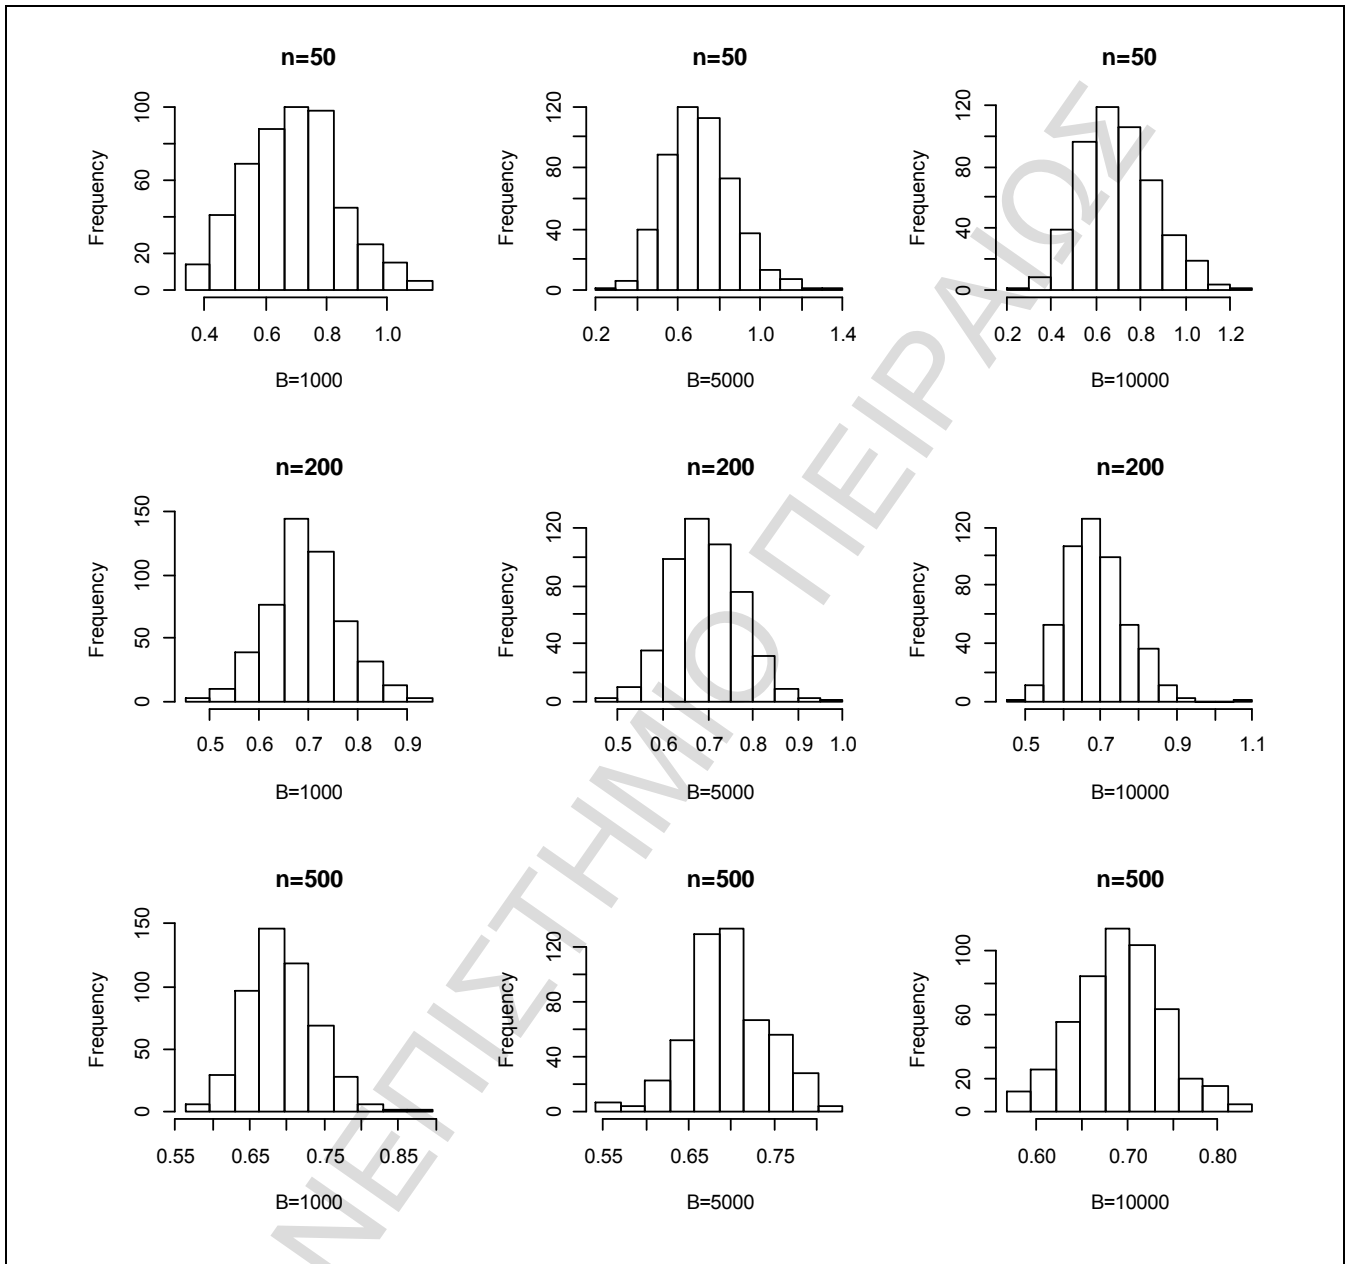 n=50
n=50
n=50
Frequency
0 20 60 100
0.4 0.6 0.8 1.0
B=1000
Frequency
0 40 80 120
0.2 0.6 1.0 1.4
B=5000
Frequency
0 40 80 120
0.2 0.4 0.6 0.8 1.0 1.2
B=10000
n=200
n=200
n=200
Frequency
0 50 100 150
0.5 0.6 0.7 0.8 0.9
B=1000
Frequency
0 40 80 120
0.5 0.6 0.7 0.8 0.9 1.0
B=5000
Frequency
0 40 80 120
0.5 0.7 0.9 1.1
B=10000
n=500
n=500
n=500
Frequency
0 50 100 150
0.55 0.65 0.75 0.85
B=1000
Frequency
0 40 80 120
0.55 0.65 0.75
B=5000
Frequency
0 20 60 100
0.60 0.70 0.80
B=10000
ΝΕΠΙΣΤΗΜΙΟ ΠΕΙΡΑΙΩΣ